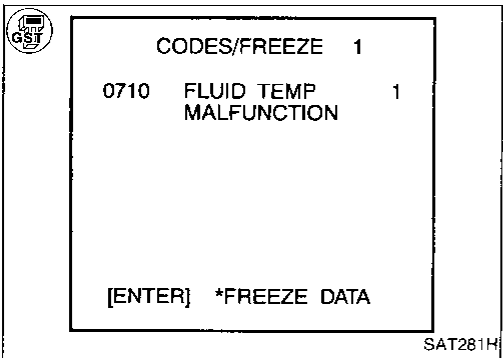 GST
CODES/FREEZE 1
0710 FLUID TEMP 1
MALFUNCTION
[ENTER] *FREEZE DATA
SAT281H